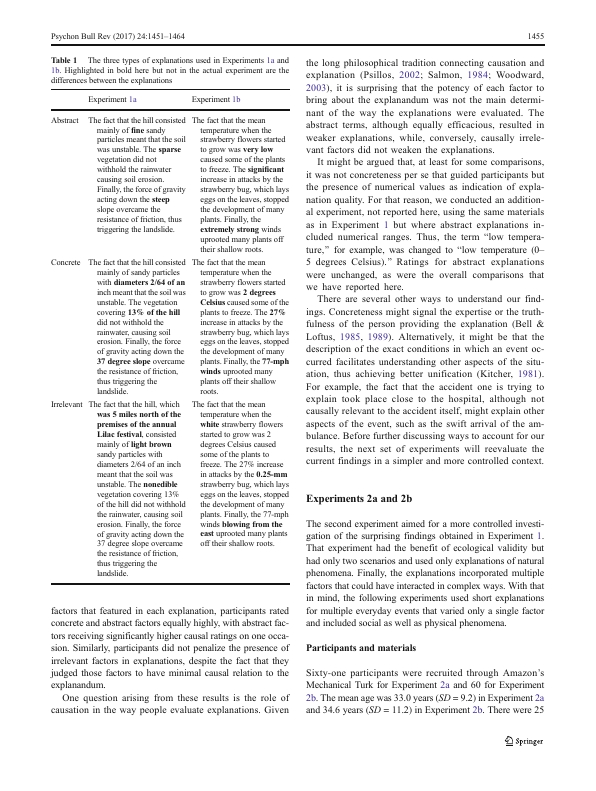 Psychon Bull Rev (2017) 24:1451–1464
1455
Table 1 The three types of explanations used in Experiments 1a and
1b. Highlighted in bold here but not in the actual experiment are the
differences between the explanations
Experiment 1a
Experiment 1b
Abstract
The fact that the hill consisted
mainly of fine sandy
particles meant that the soil
was unstable. The sparse
vegetation did not
withhold the rainwater
causing soil erosion.
Finally, the force of gravity
acting down the steep
slope overcame the
resistance of friction, thus
triggering the landslide.
The fact that the mean
temperature when the
strawberry flowers started
to grow was very low
caused some of the plants
to freeze. The significant
increase in attacks by the
strawberry bug, which lays
eggs on the leaves, stopped
the development of many
plants. Finally, the
extremely strong winds
uprooted many plants off
their shallow roots.
Concrete
The fact that the hill consisted
mainly of sandy particles
with diameters 2/64 of an
inch meant that the soil was
unstable. The vegetation
covering 13% of the hill
did not withhold the
rainwater, causing soil
erosion. Finally, the force
of gravity acting down the
37 degree slope overcame
the resistance of friction,
thus triggering the
landslide.
The fact that the mean
temperature when the
strawberry flowers started
to grow was 2 degrees
Celsius caused some of the
plants to freeze. The 27%
increase in attacks by the
strawberry bug, which lays
eggs on the leaves, stopped
the development of many
plants. Finally, the 77-mph
winds uprooted many
plants off their shallow
roots.
Irrelevant
The fact that the hill, which
was 5 miles north of the
premises of the annual
Lilac festival, consisted
mainly of light brown
sandy particles with
diameters 2/64 of an inch
meant that the soil was
unstable. The nonedible
vegetation covering 13%
of the hill did not withhold
the rainwater, causing soil
erosion. Finally, the force
of gravity acting down the
37 degree slope overcame
the resistance of friction,
thus triggering the
landslide.
The fact that the mean
temperature when the
white strawberry flowers
started to grow was 2
degrees Celsius caused
some of the plants to
freeze. The 27% increase
in attacks by the 0.25-mm
strawberry bug, which lays
eggs on the leaves, stopped
the development of many
plants. Finally, the 77-mph
winds blowing from the
east uprooted many plants
off their shallow roots.
factors that featured in each explanation, participants rated
concrete and abstract factors equally highly, with abstract fac-
tors receiving significantly higher causal ratings on one occa-
sion. Similarly, participants did not penalize the presence of
irrelevant factors in explanations, despite the fact that they
judged those factors to have minimal causal relation to the
explanandum.
One question arising from these results is the role of
causation in the way people evaluate explanations. Given
the long philosophical tradition connecting causation and
explanation (Psillos, 2002; Salmon, 1984; Woodward,
2003), it is surprising that the potency of each factor to
bring about the explanandum was not the main determi-
nant of the way the explanations were evaluated. The
abstract terms, although equally efficacious, resulted in
weaker explanations, while, conversely, causally irrele-
vant factors did not weaken the explanations.
It might be argued that, at least for some comparisons,
it was not concreteness per se that guided participants but
the presence of numerical values as indication of expla-
nation quality. For that reason, we conducted an addition-
al experiment, not reported here, using the same materials
as in Experiment 1 but where abstract explanations in-
cluded numerical ranges. Thus, the term “low tempera-
ture,” for example, was changed to “low temperature (0–
5 degrees Celsius).” Ratings for abstract explanations
were unchanged, as were the overall comparisons that
we have reported here.
There are several other ways to understand our find-
ings. Concreteness might signal the expertise or the truth-
fulness of the person providing the explanation (Bell &
Loftus, 1985, 1989). Alternatively, it might be that the
description of the exact conditions in which an event oc-
curred facilitates understanding other aspects of the situ-
ation, thus achieving better unification (Kitcher, 1981).
For example, the fact that the accident one is trying to
explain took place close to the hospital, although not
causally relevant to the accident itself, might explain other
aspects of the event, such as the swift arrival of the am-
bulance. Before further discussing ways to account for our
results, the next set of experiments will reevaluate the
current findings in a simpler and more controlled context.
Experiments 2a and 2b
The second experiment aimed for a more controlled investi-
gation of the surprising findings obtained in Experiment 1.
That experiment had the benefit of ecological validity but
had only two scenarios and used only explanations of natural
phenomena. Finally, the explanations incorporated multiple
factors that could have interacted in complex ways. With that
in mind, the following experiments used short explanations
for multiple everyday events that varied only a single factor
and included social as well as physical phenomena.
Participants and materials
Sixty-one participants were recruited through Amazon’s
Mechanical Turk for Experiment 2a and 60 for Experiment
2b. The mean age was 33.0 years (SD = 9.2) in Experiment 2a
and 34.6 years (SD = 11.2) in Experiment 2b. There were 25
Springer